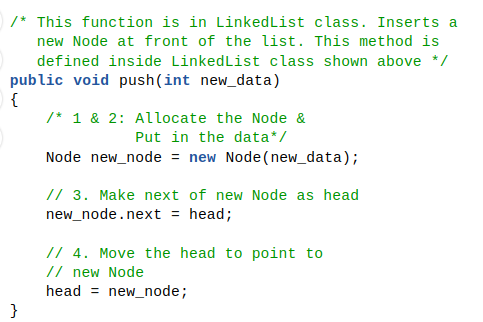 /* This function is in LinkedList class. Inserts a
new Node at front of the list. This method is
defined inside LinkedList class shown above */
public void push(int new_data)
{
/* 1 & 2: Allocate the Node &
Put in the data*/
Node new_node = new Node(new_data);
// 3. Make next of new Node as head
new_node.next = head;
// 4. Move the head to point to
// new Node
head = new_node;
}